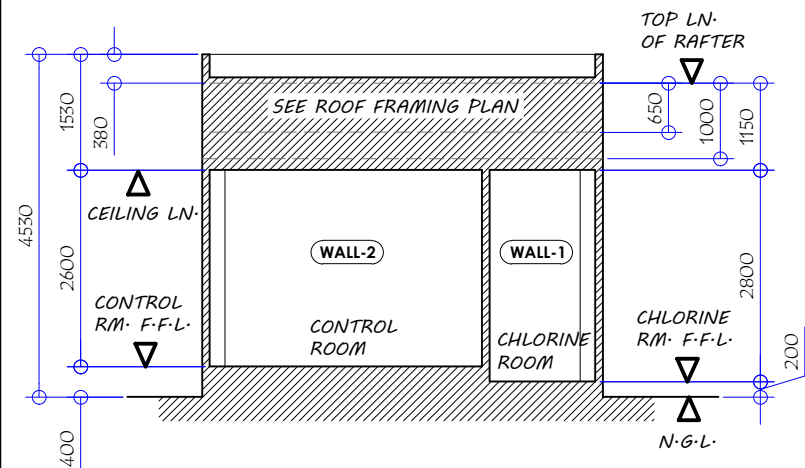 TOP LN.
OF RAFTER
SEE ROOF FRAMING PLAN
1530
380
650
1000
1150
CEILING LN.
4530
2600
WALL-2
WALL-1
2800
CONTROL
RM. F.F.L.
CONTROL
ROOM
CHLORINE
ROOM
CHLORINE
RM. F.F.L.
200
N.G.L.
400